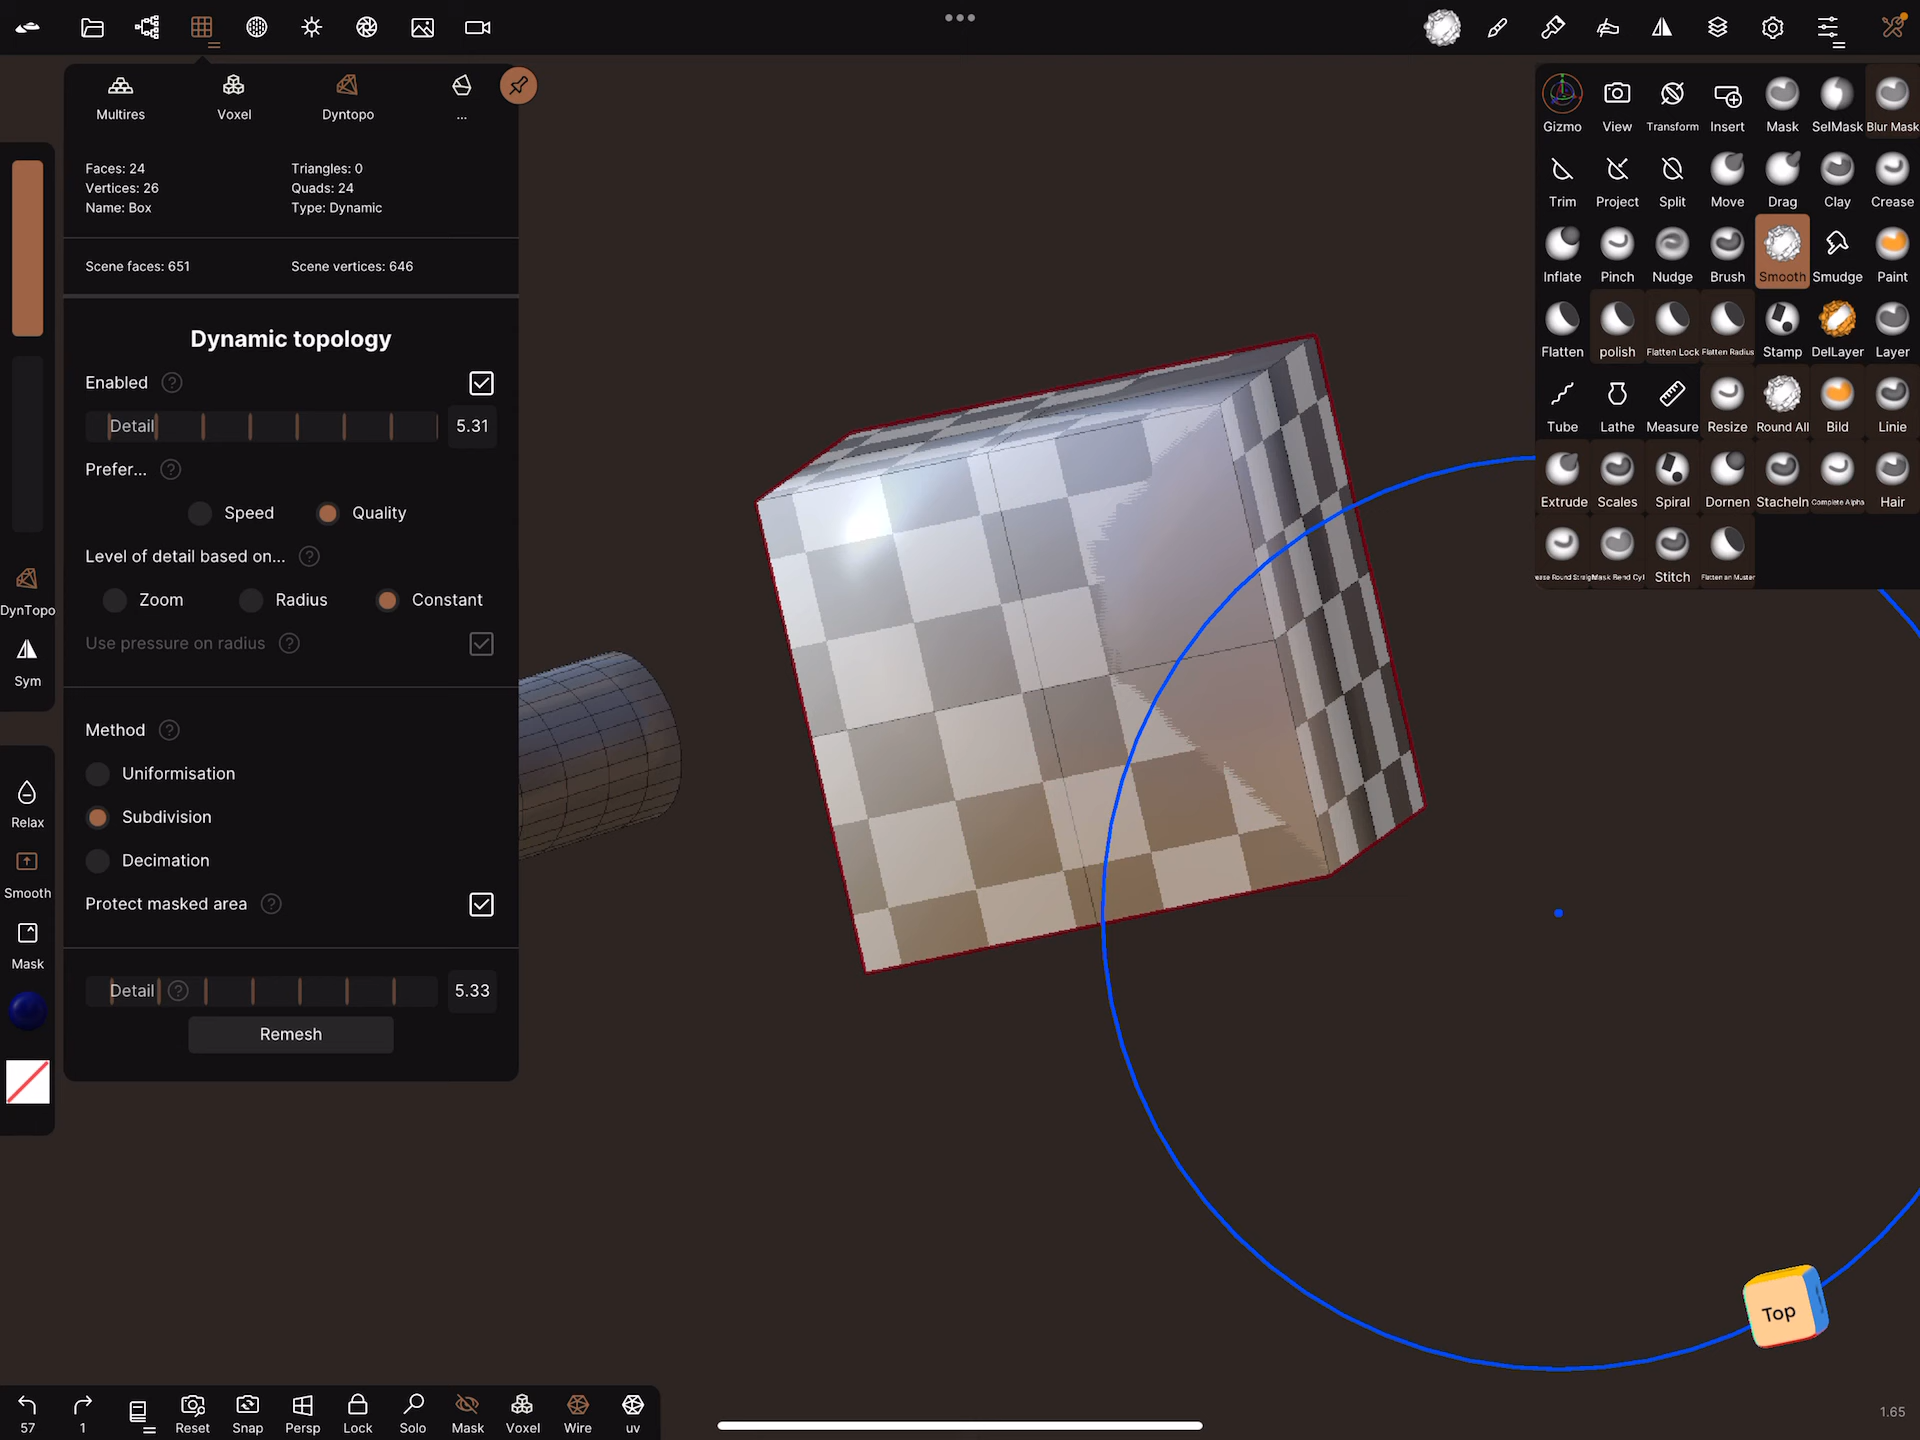 Multires
Voxel
Dyntopo
...
Faces: 24
Triangles: 0
Vertices: 26
Quads: 24
Name: Box
Type: Dynamic
Scene faces: 651
Scene vertices: 646
Dynamic topology
Enabled ?
Detail 5.31
Prefer... ?
Speed Quality
Level of detail based on... ?
Zoom Radius Constant
Use pressure on radius ?
Method ?
Uniformisation
Subdivision
Decimation
Protect masked area ?
Detail ? 5.33
Remesh
DynTopo
Sym
Relax
Smooth
Mask
Gizmo View Transform Insert Mask SelMask Blur Mask
Trim Project Split Move Drag Clay Crease
Inflate Pinch Nudge Brush Smooth Smudge Paint
Flatten polish Flatten Lock Flatten Radius Stamp DelLayer Layer
Tube Lathe Measure Resize Round All Bild Linie
Extrude Scales Spiral Dornen Stacheln Complete Alpha Hair
Stitch Flatten an Muster
Top
57 1 Reset Snap Persp Lock Solo Mask Voxel Wire uv
1.65